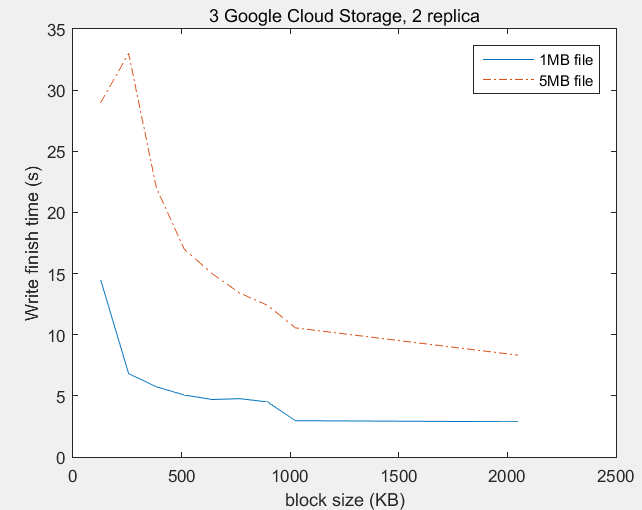 3 Google Cloud Storage, 2 replica
1MB file
5MB file
35
30
25
20
15
10
5
0
Write finish time (s)
0 500 1000 1500 2000 2500
block size (KB)